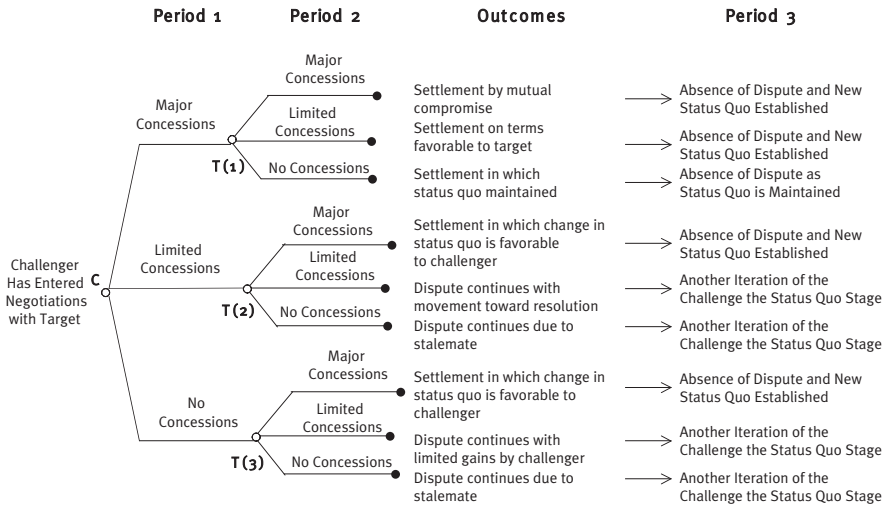 Period 1 Period 2 Outcomes Period 3
Major
Concessions
Major
Concessions
Limited
Concessions
No Concessions
T(1)
Settlement by mutual
compromise
Absence of Dispute and New
Status Quo Established
Settlement on terms
favorable to target
Absence of Dispute and New
Status Quo Established
Settlement in which
status quo maintained
Absence of Dispute as
Status Quo is Maintained
Challenger
Has Entered
Negotiations
with Target
C
Limited
Concessions
Major
Concessions
Limited
Concessions
No Concessions
T(2)
Settlement in which change in
status quo is favorable
to challenger
Absence of Dispute and New
Status Quo Established
Dispute continues with
movement toward resolution
Another Iteration of the
Challenge the Status Quo Stage
Dispute continues due to
stalemate
Another Iteration of the
Challenge the Status Quo Stage
No
Concessions
Major
Concessions
Limited
Concessions
No Concessions
T(3)
Settlement in which change in
status quo is favorable to
challenger
Absence of Dispute and New
Status Quo Established
Dispute continues with
limited gains by challenger
Another Iteration of the
Challenge the Status Quo Stage
Dispute continues due to
stalemate
Another Iteration of the
Challenge the Status Quo Stage